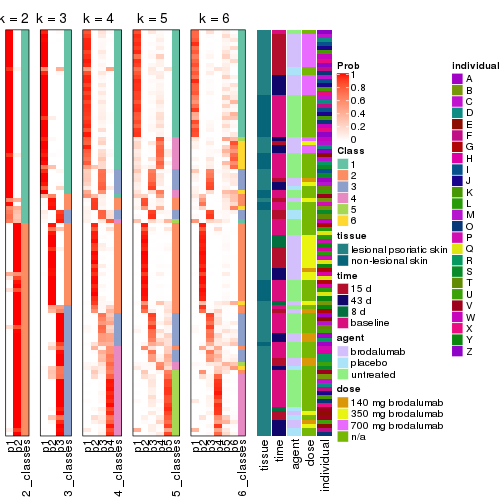 k = 2 k = 3 k = 4 k = 5 k = 6
Prob
1
0.8
0.6
0.4
0.2
0
Class
1
2
3
4
5
6
tissue
lesional psoriatic skin
non-lesional skin
time
15 d
43 d
8 d
baseline
agent
brodalumab
placebo
untreated
dose
140 mg brodalumab
350 mg brodalumab
700 mg brodalumab
n/a
individual
A
B
C
D
E
F
G
H
I
J
K
L
M
O
P
Q
R
S
T
U
V
W
X
Y
Z
p1
p2
2_classes
p1
p2
p3
3_classes
p1
p2
p3
p4
4_classes
p1
p2
p3
p4
p5
5_classes
p1
p2
p3
p4
p5
p6
6_classes
tissue
time
agent
dose
individual